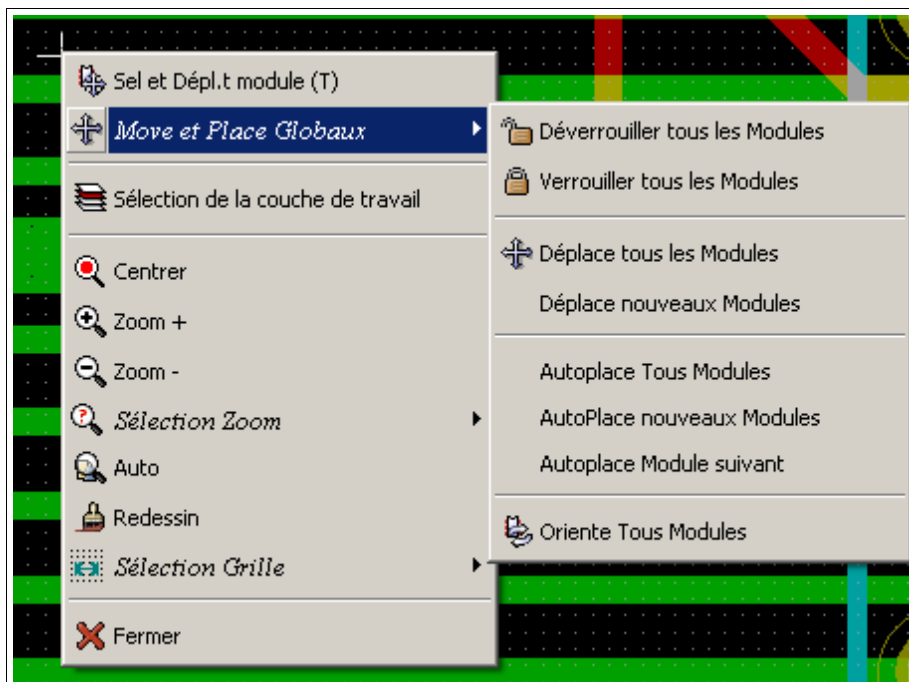 Sel et Dépl.t module (T)
Move et Place Globaux
Sélection de la couche de travail
Centrer
Zoom +
Zoom -
Sélection Zoom
Auto
Redessin
Sélection Grille
Fermer
Déverrouiller tous les Modules
Verrouiller tous les Modules
Déplace tous les Modules
Déplace nouveaux Modules
Autoplace Tous Modules
AutoPlace nouveaux Modules
Autoplace Module suivant
Oriente Tous Modules